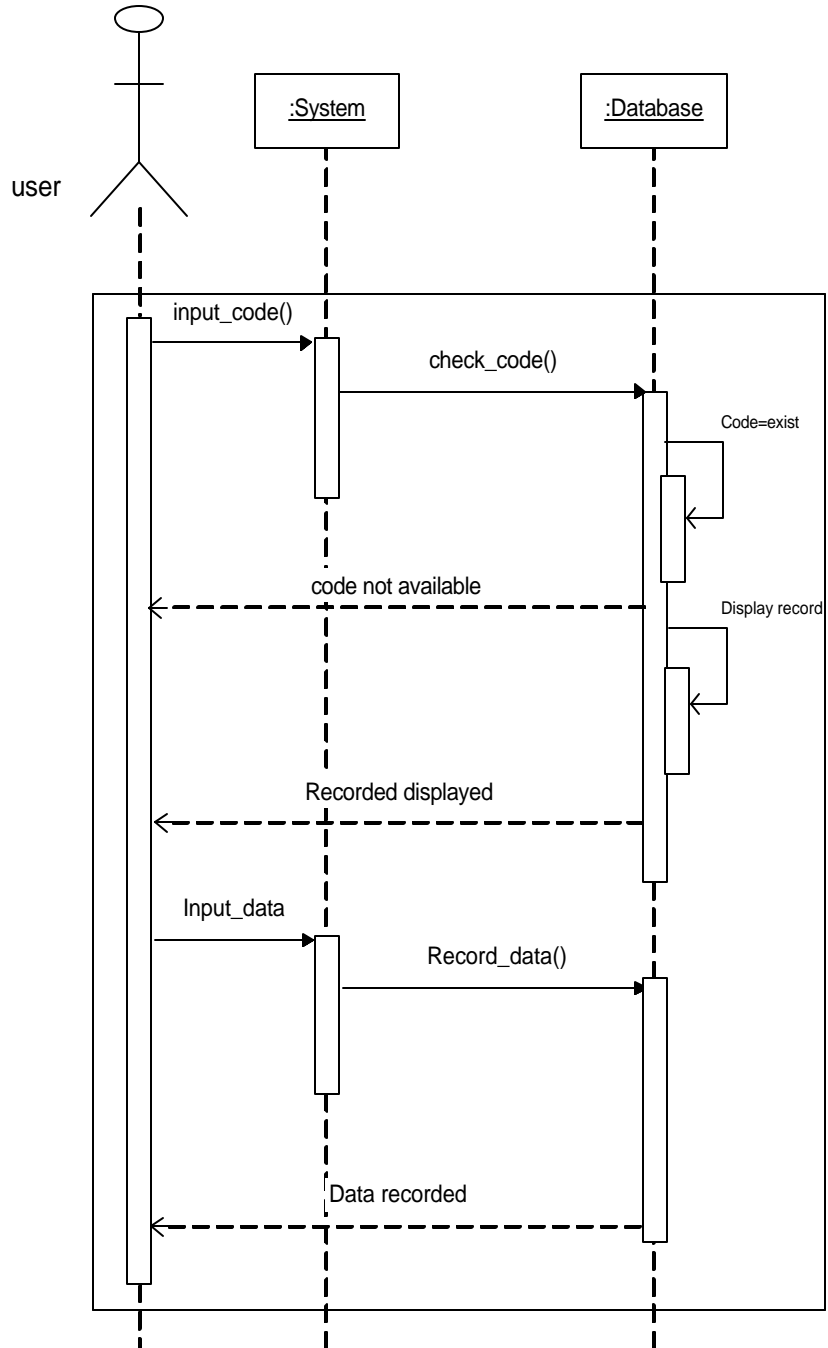 :System
:Database
user
input_code()
check_code()
Code=exist
code not available
Display record
Recorded displayed
Input_data
Record_data()
Data recorded